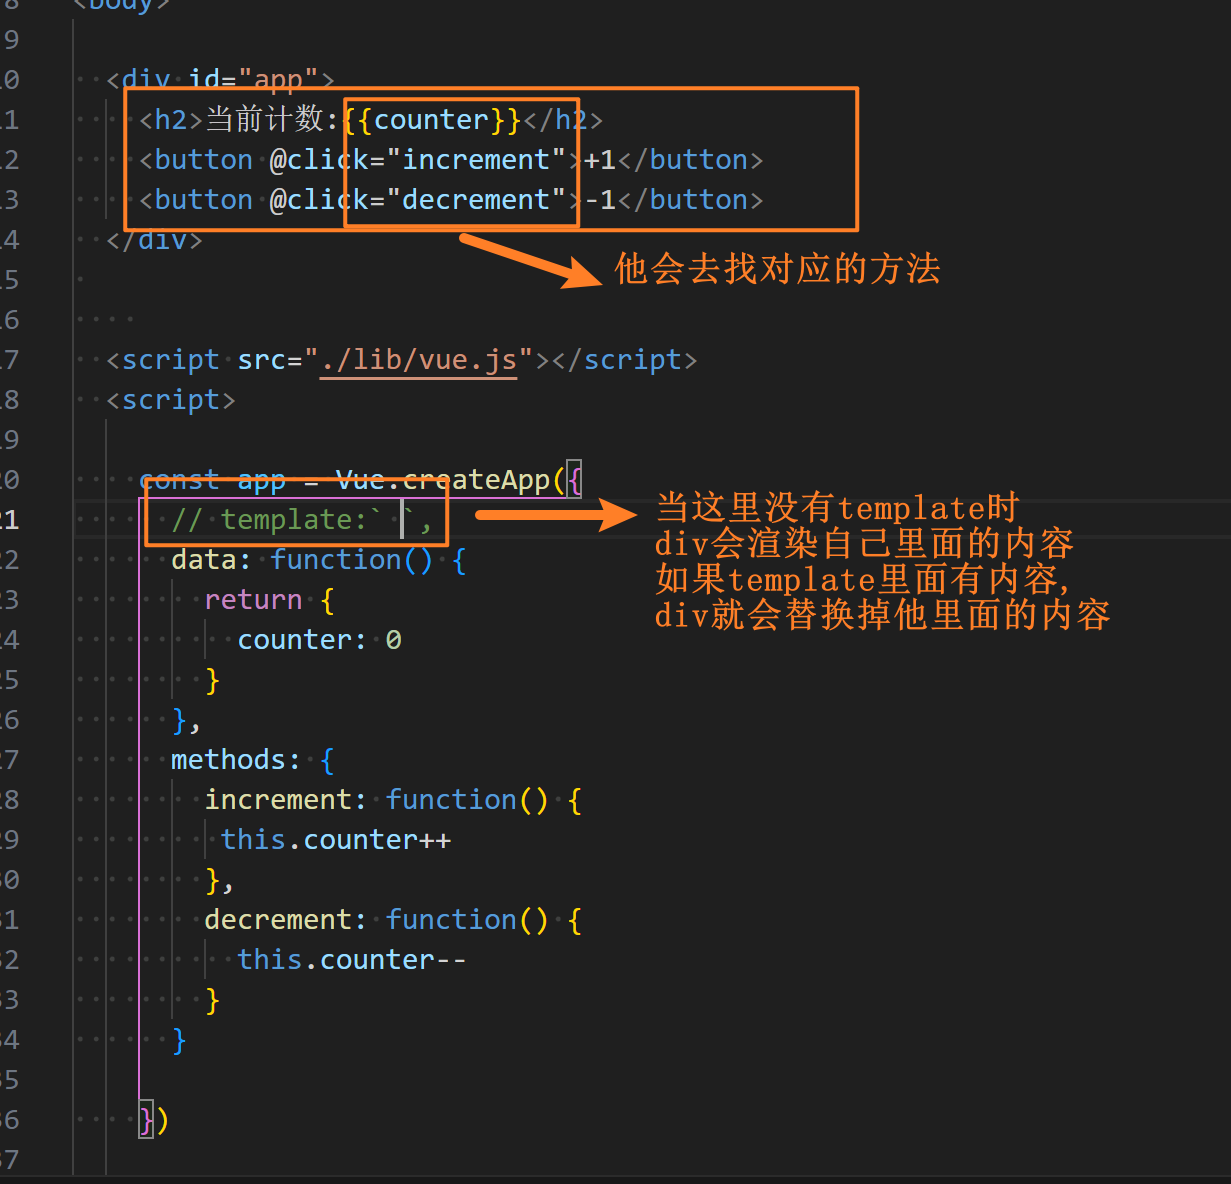 8 <body>
9
10 <div id="app">
11 <h2>当前计数:{{counter}}</h2>
12 <button @click="increment">+1</button>
13 <button @click="decrement">-1</button>
14 </div>
他会去找对应的方法
15
16
17 <script src="./lib/vue.js"></script>
18 <script>
19
20 const app = Vue.createApp({
21 // template:` `,
当这里没有template时
div会渲染自己里面的内容
如果template里面有内容,
div就会替换掉他里面的内容
22 data: function() {
23 return {
24 counter: 0
25 }
26 },
27 methods: {
28 increment: function() {
29 this.counter++
30 },
31 decrement: function() {
32 this.counter--
33 }
34 }
35
36 })
37